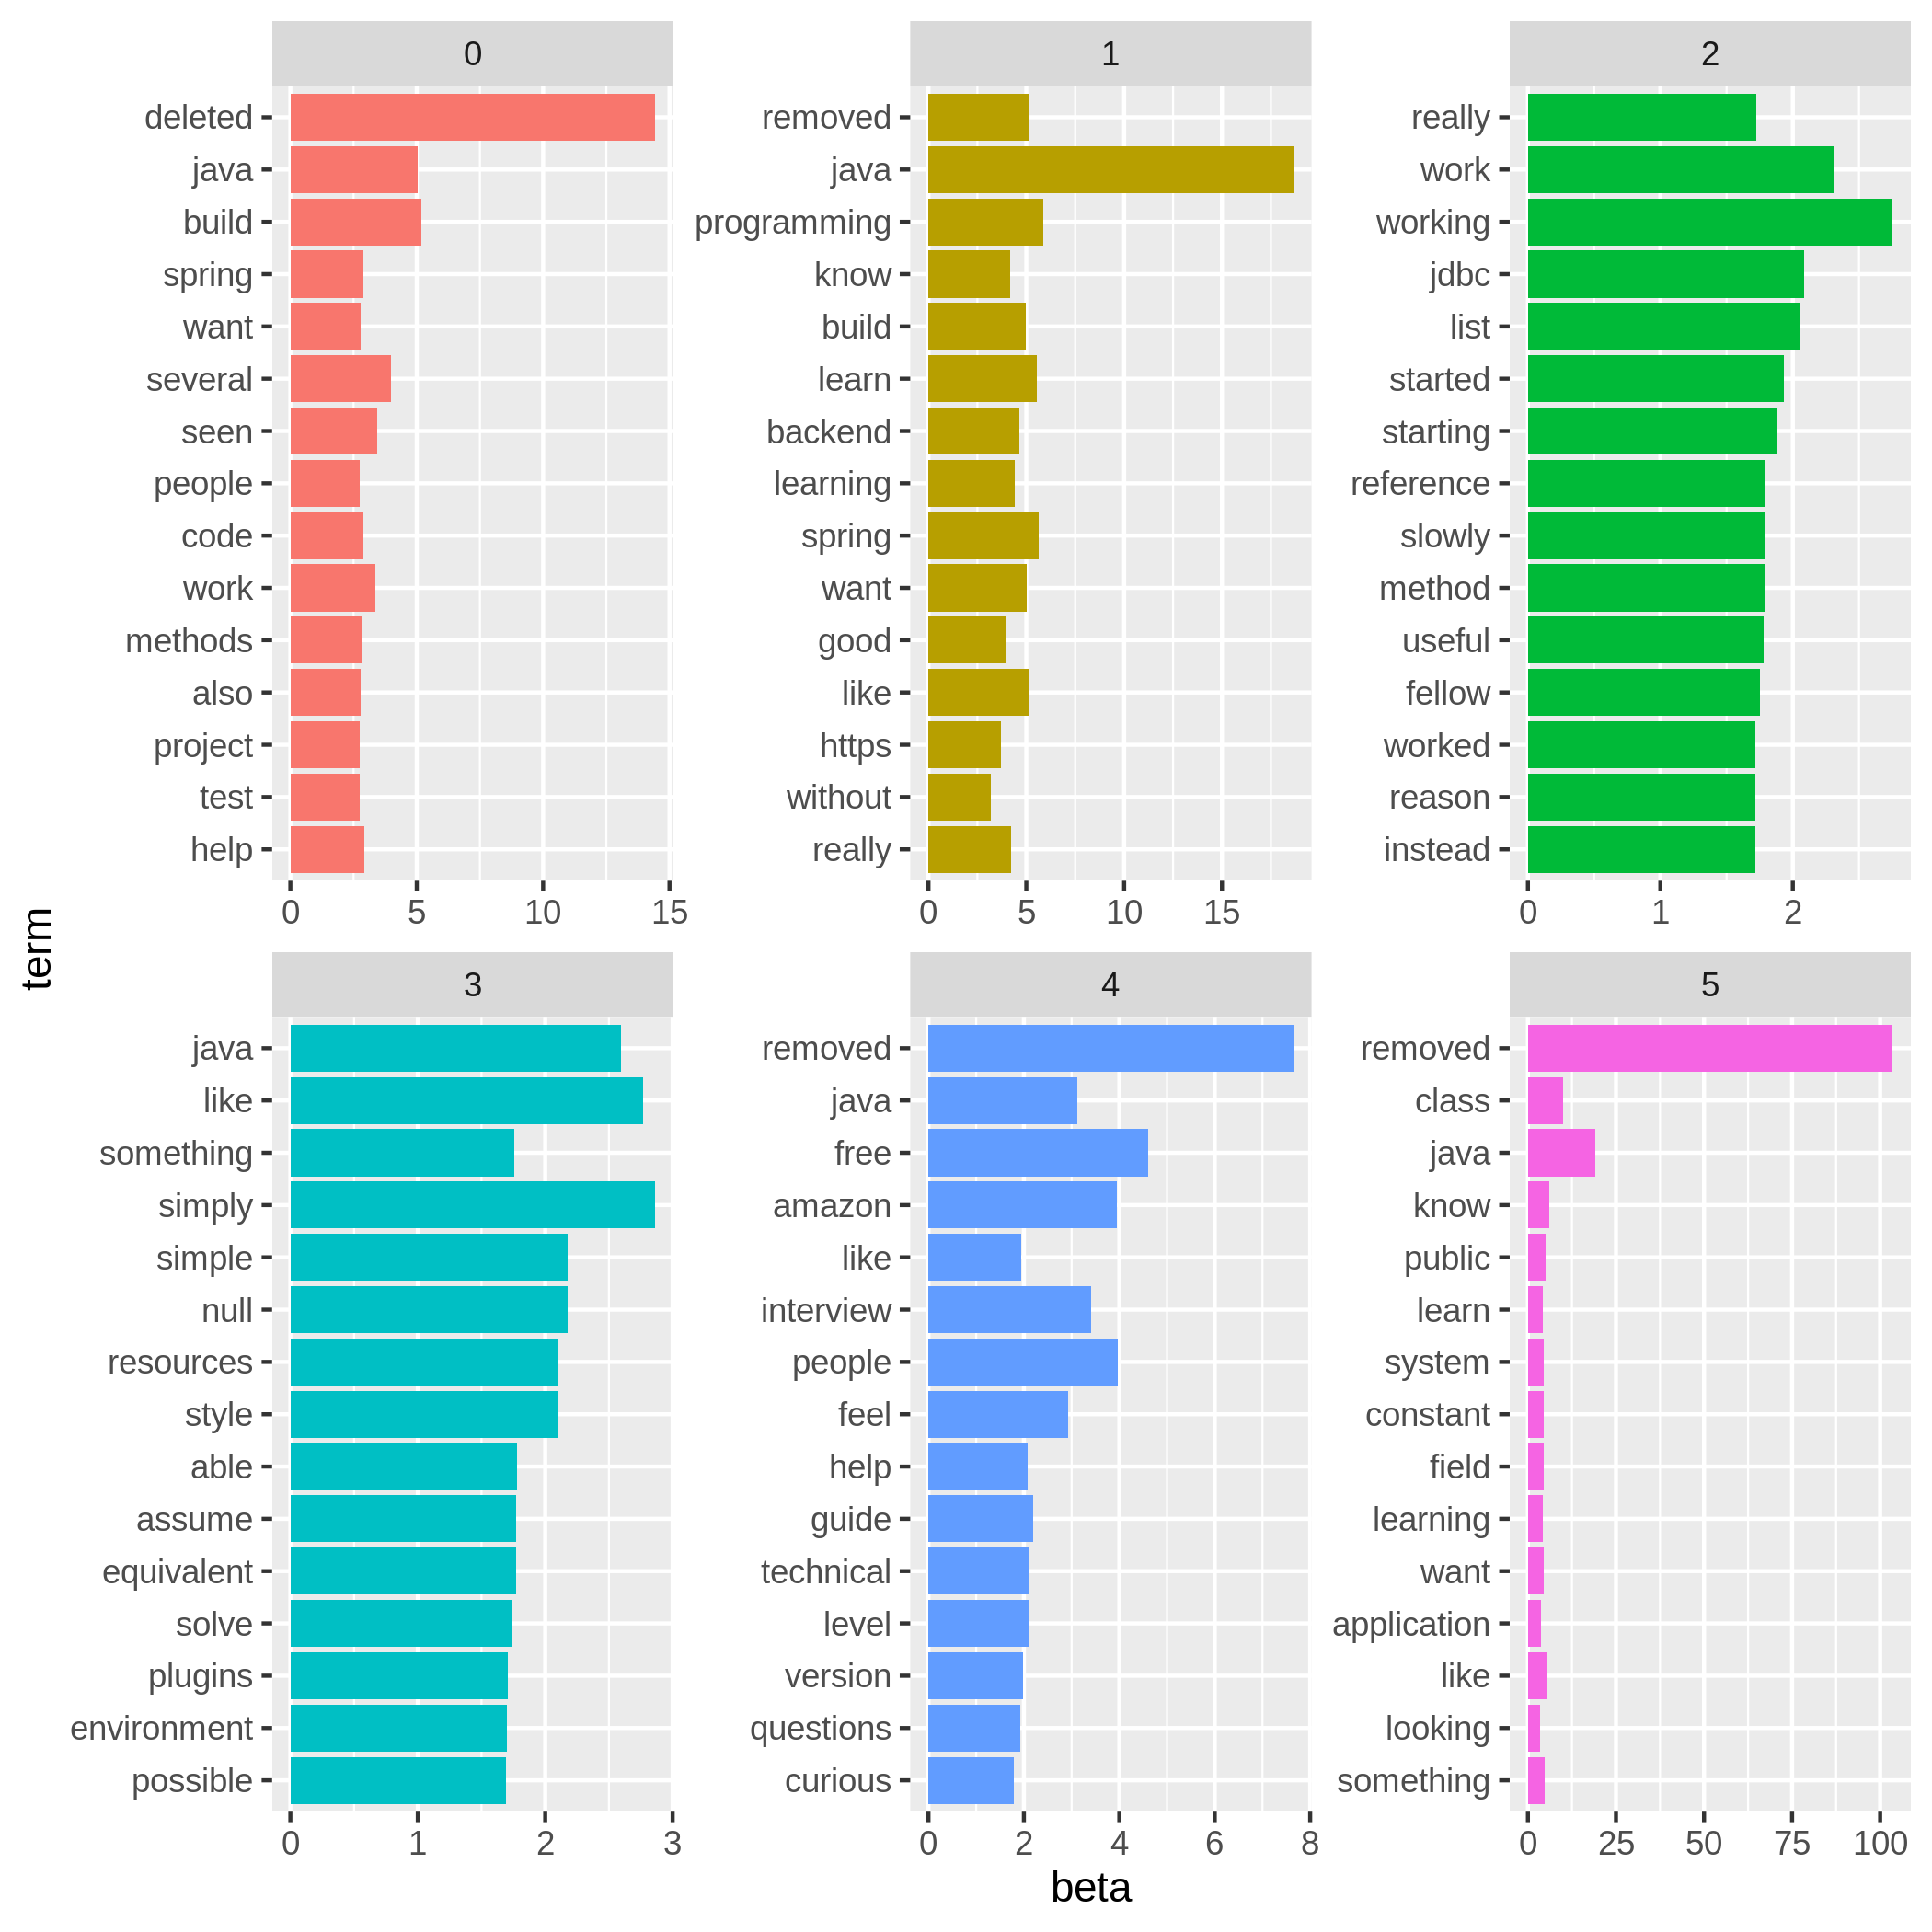 0
deleted
java
build
spring
want
several
seen
people
code
work
methods
also
project
test
help
0 5 10 15
1
removed
java
programming
know
build
learn
backend
learning
spring
want
good
like
https
without
really
0 5 10 15
2
really
work
working
jdbc
list
started
starting
reference
slowly
method
useful
fellow
worked
reason
instead
0 1 2
term
3
java
like
something
simply
simple
null
resources
style
able
assume
equivalent
solve
plugins
environment
possible
0 1 2 3
4
removed
java
free
amazon
like
interview
people
feel
help
guide
technical
level
version
questions
curious
0 2 4 6 8
5
removed
class
java
know
public
learn
system
constant
field
learning
want
application
like
looking
something
0 25 50 75 100
beta